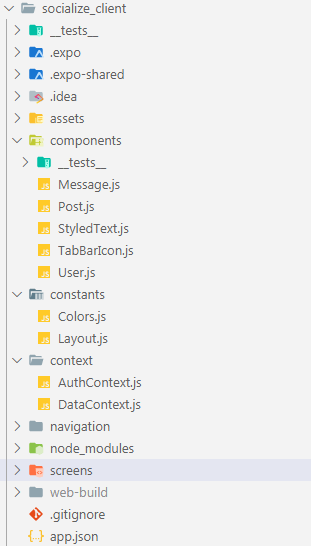 socialize_client
__tests__
.expo
.expo-shared
.idea
assets
components
__tests__
Message.js
Post.js
StyledText.js
TabBarIcon.js
User.js
constants
Colors.js
Layout.js
context
AuthContext.js
DataContext.js
navigation
node_modules
screens
web-build
.gitignore
app.json